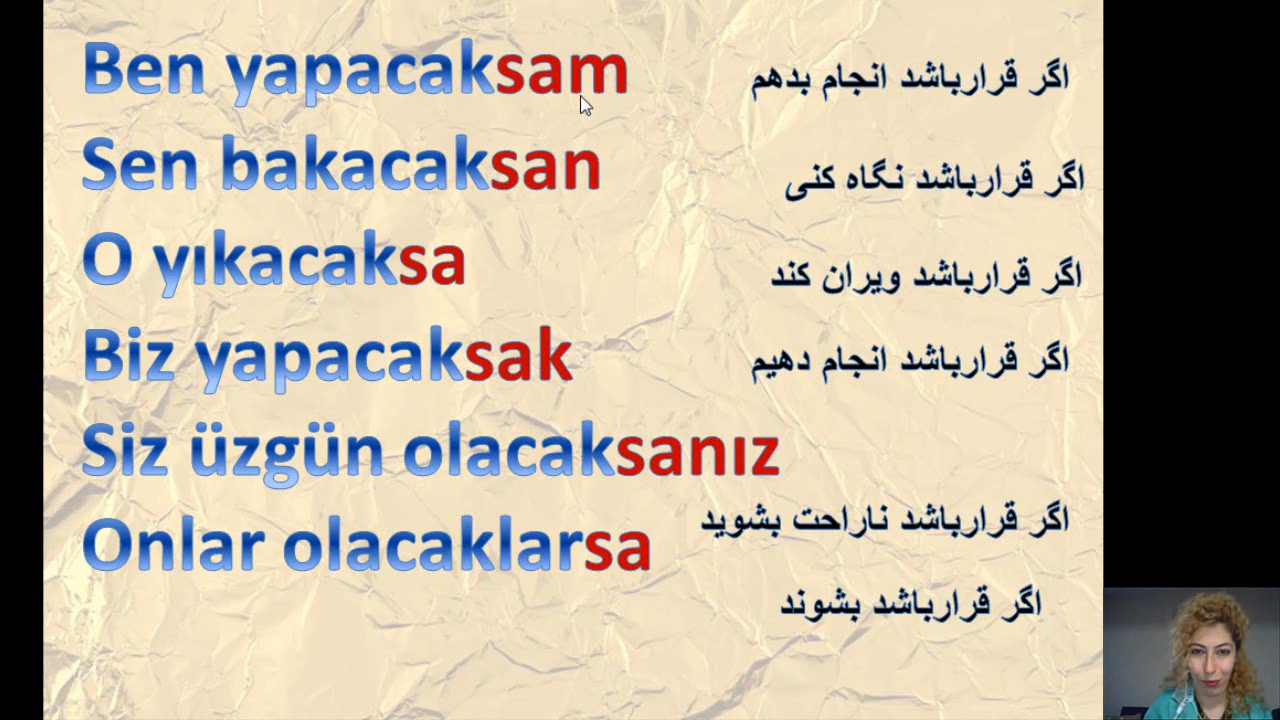 Ben yapacaksam
اگر قرارباشد انجام بدهم
Sen bakacaksan
اگر قرارباشد نگاه کنی
O yıkacaksa
اگر قرارباشد ویران کند
Biz yapacaksak
اگر قرارباشد انجام دهیم
Siz üzgün olacaksanız
اگر قرارباشد ناراحت بشوید
Onlar olacaklarsa
اگر قرارباشد بشوند